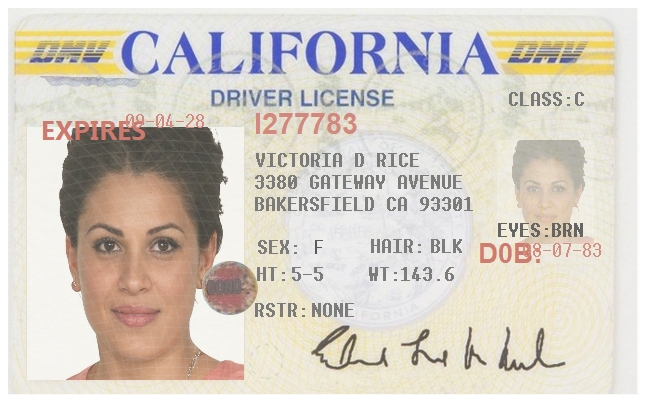 DMV CALIFORNIA DMV
DRIVER LICENSE
CLASS:C
EXPIRES 09-04-28
I277783
VICTORIA D RICE
3380 GATEWAY AVENUE
BAKERSFIELD CA 93301
EYES:BRN
SEX: F HAIR: BLK
D0B: 08-07-83
HT:5-5 WT:143.6
RSTR:NONE